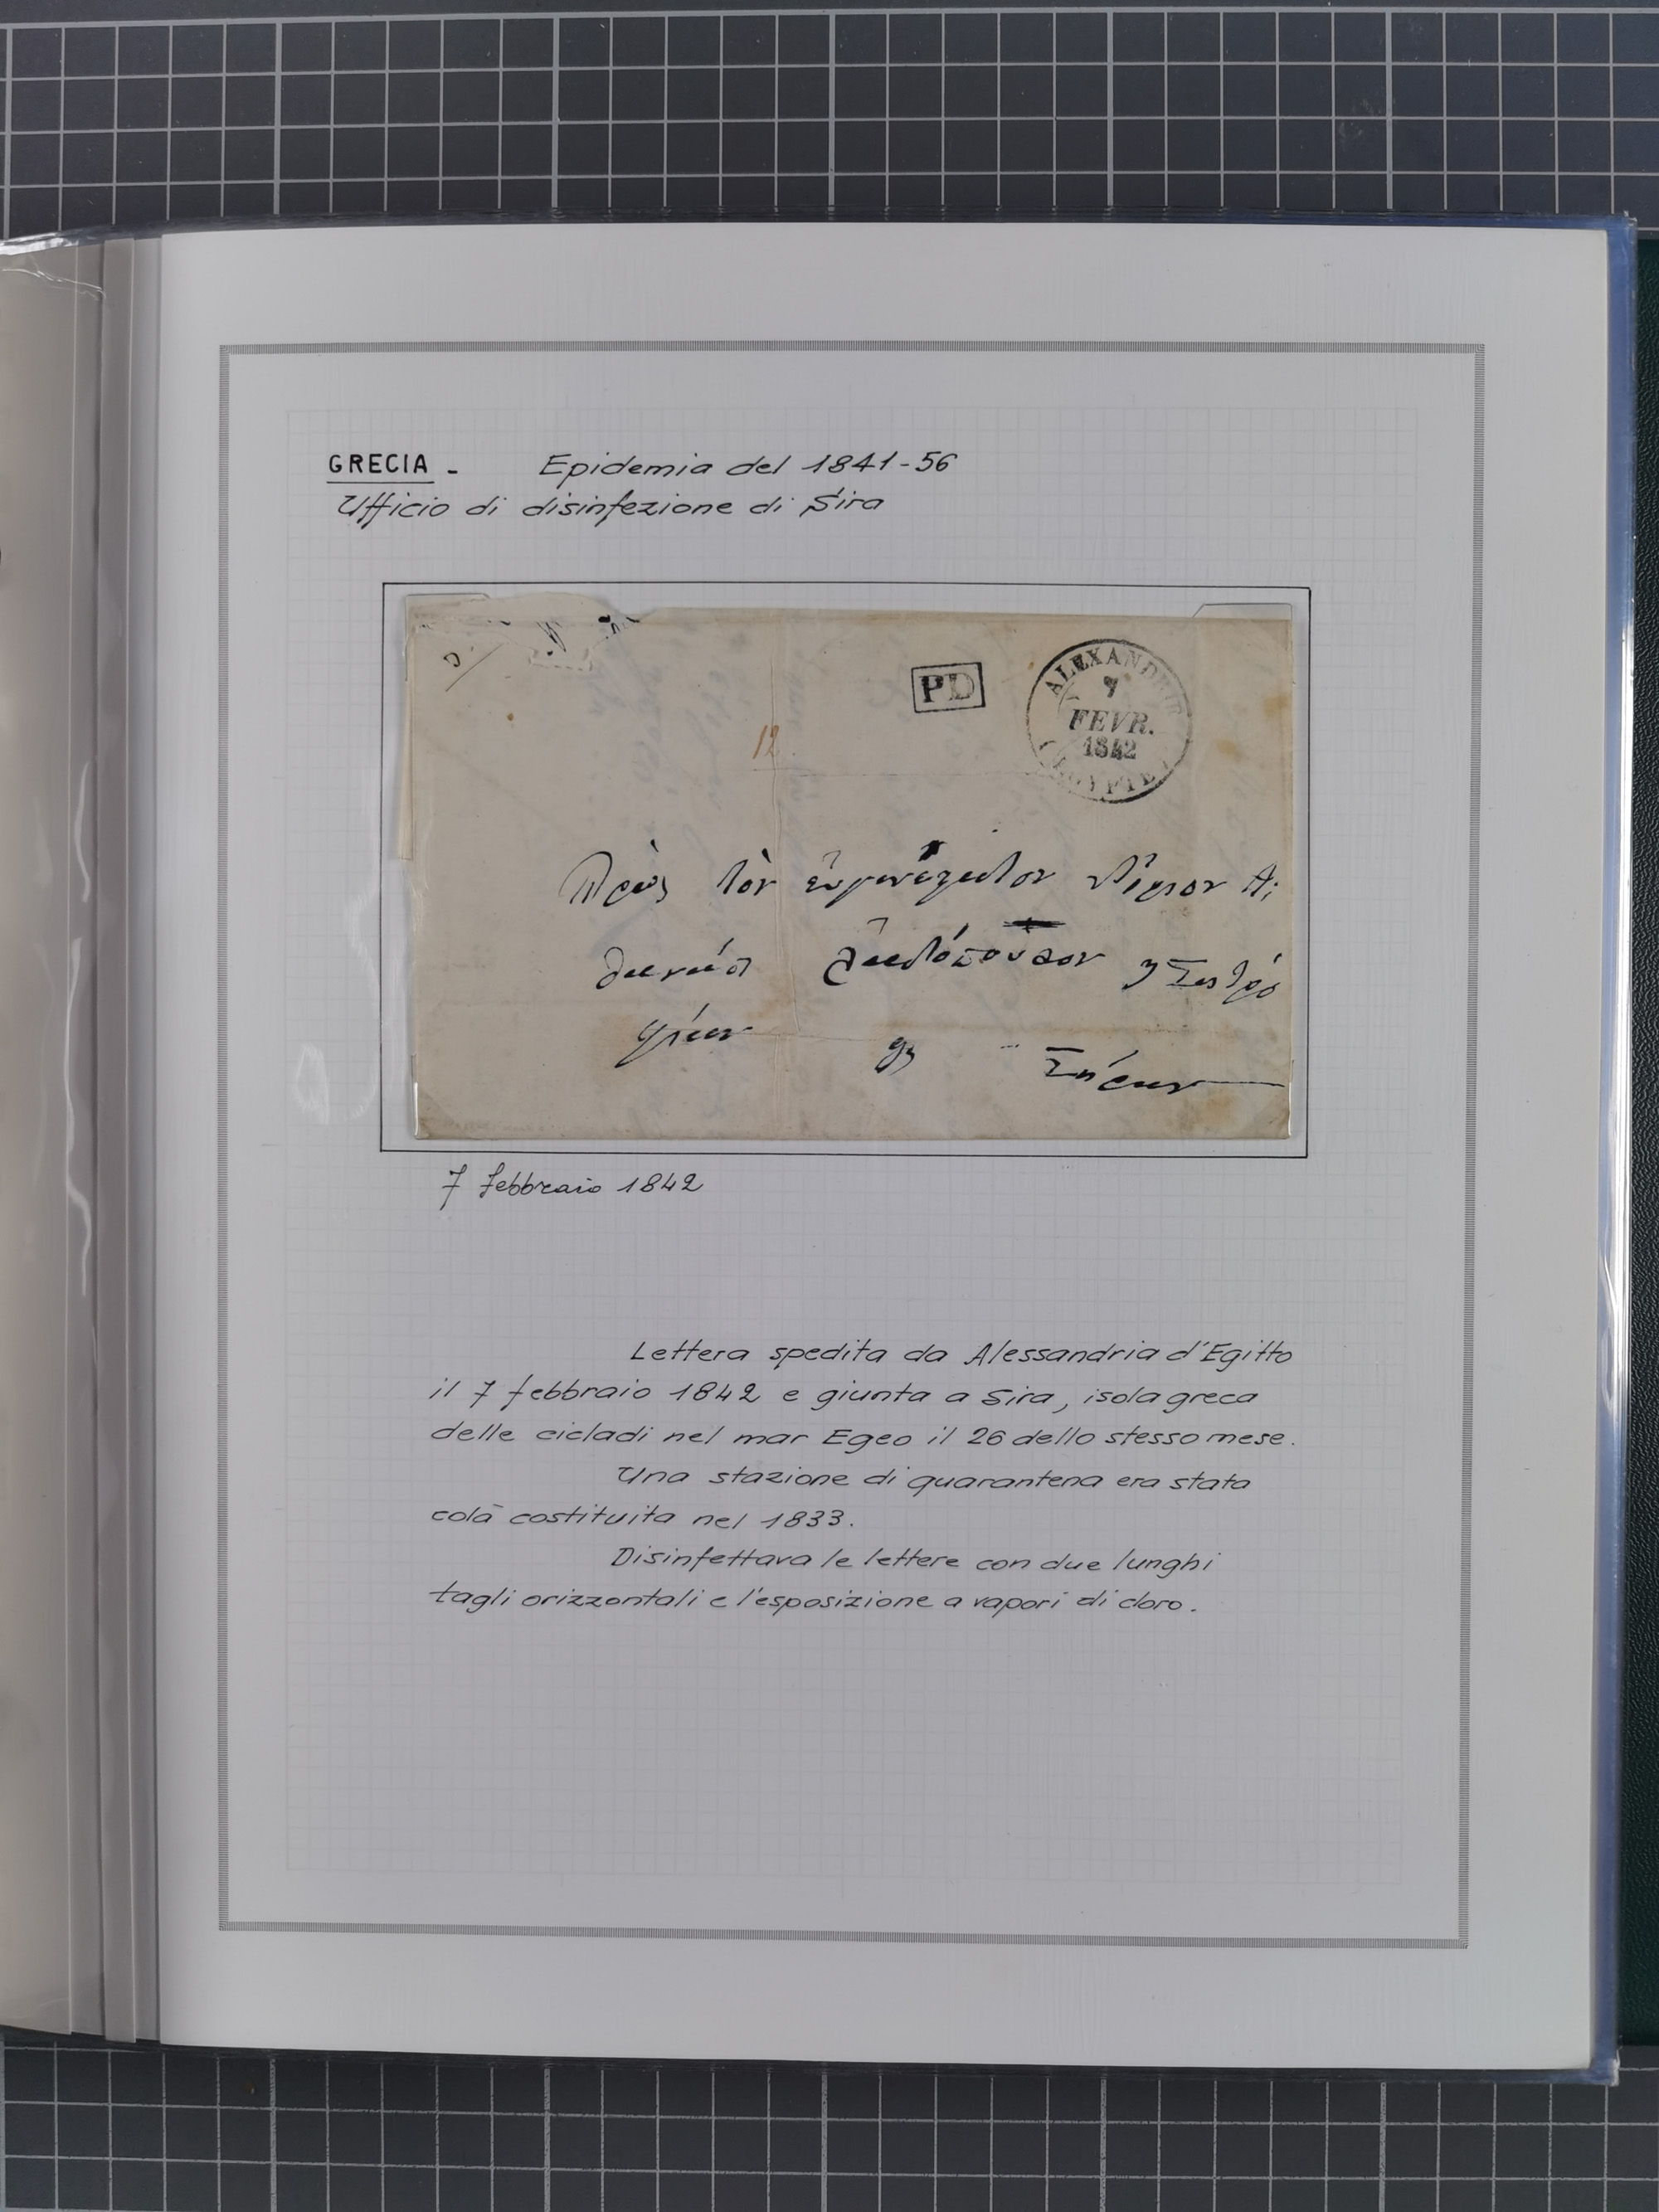 GRECIA - Epidemia del 1841-56
Ufficio di disinfezione di Sira
PD
ALEXANDRIE
7
FEVR.
1842
12
Πρὸς τὸν
7 febbraio 1842
Lettera spedita da Alessandria d'Egitto
il 7 febbraio 1842 e giunta a Sira, isola greca
delle cicladi nel mar Egeo il 26 dello stesso mese.
Una stazione di quarantena era stata
colà costituita nel 1833.
Disinfettava le lettere con due lunghi
tagli orizzontali e l'esposizione a vapori di cloro.